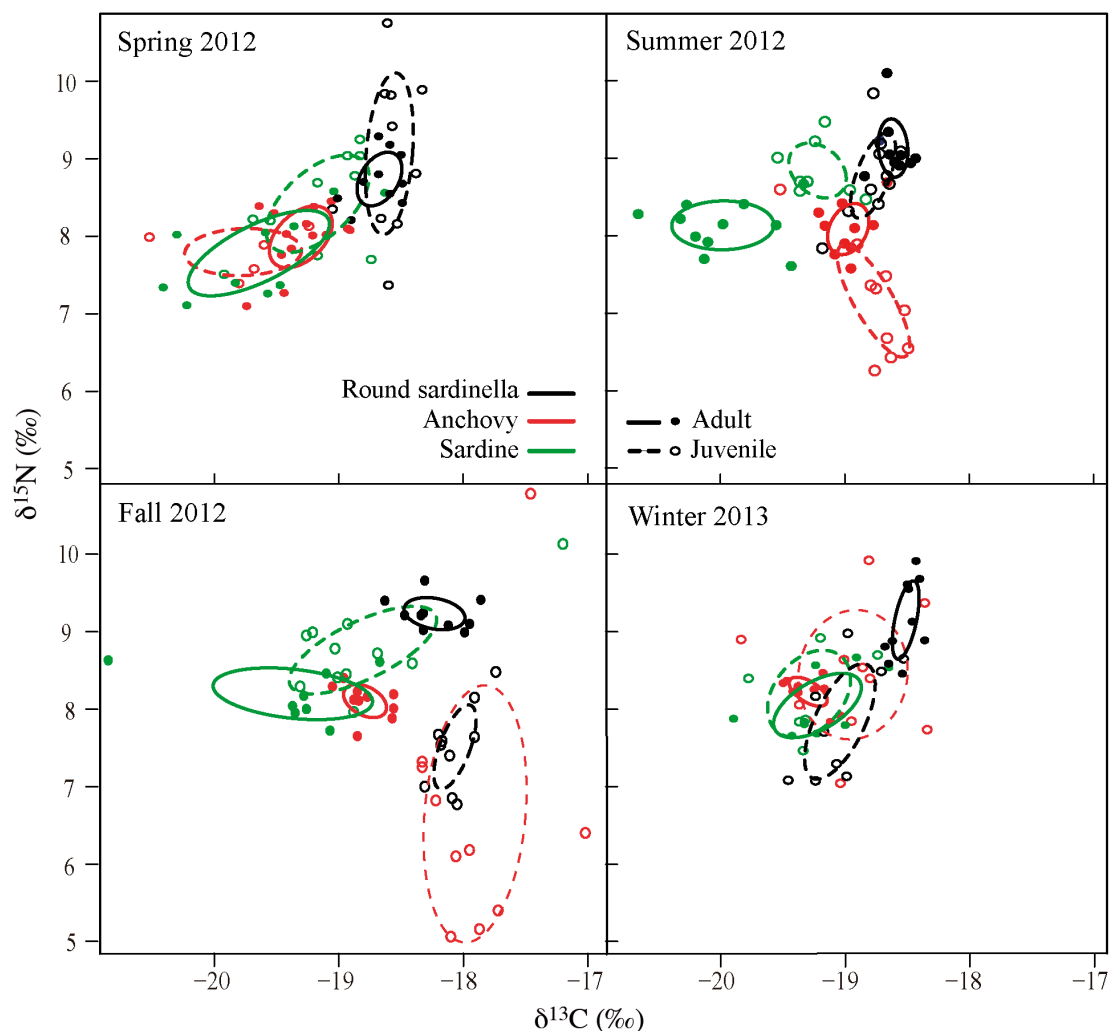 Spring 2012
Summer 2012
10
9
8
7
6
5
Round sardinella
Anchovy
Sardine
Adult
Juvenile
δ15N (‰)
Fall 2012
Winter 2013
10
9
8
7
6
5
−20
−19
−18
−17
−20
−19
−18
−17
δ13C (‰)